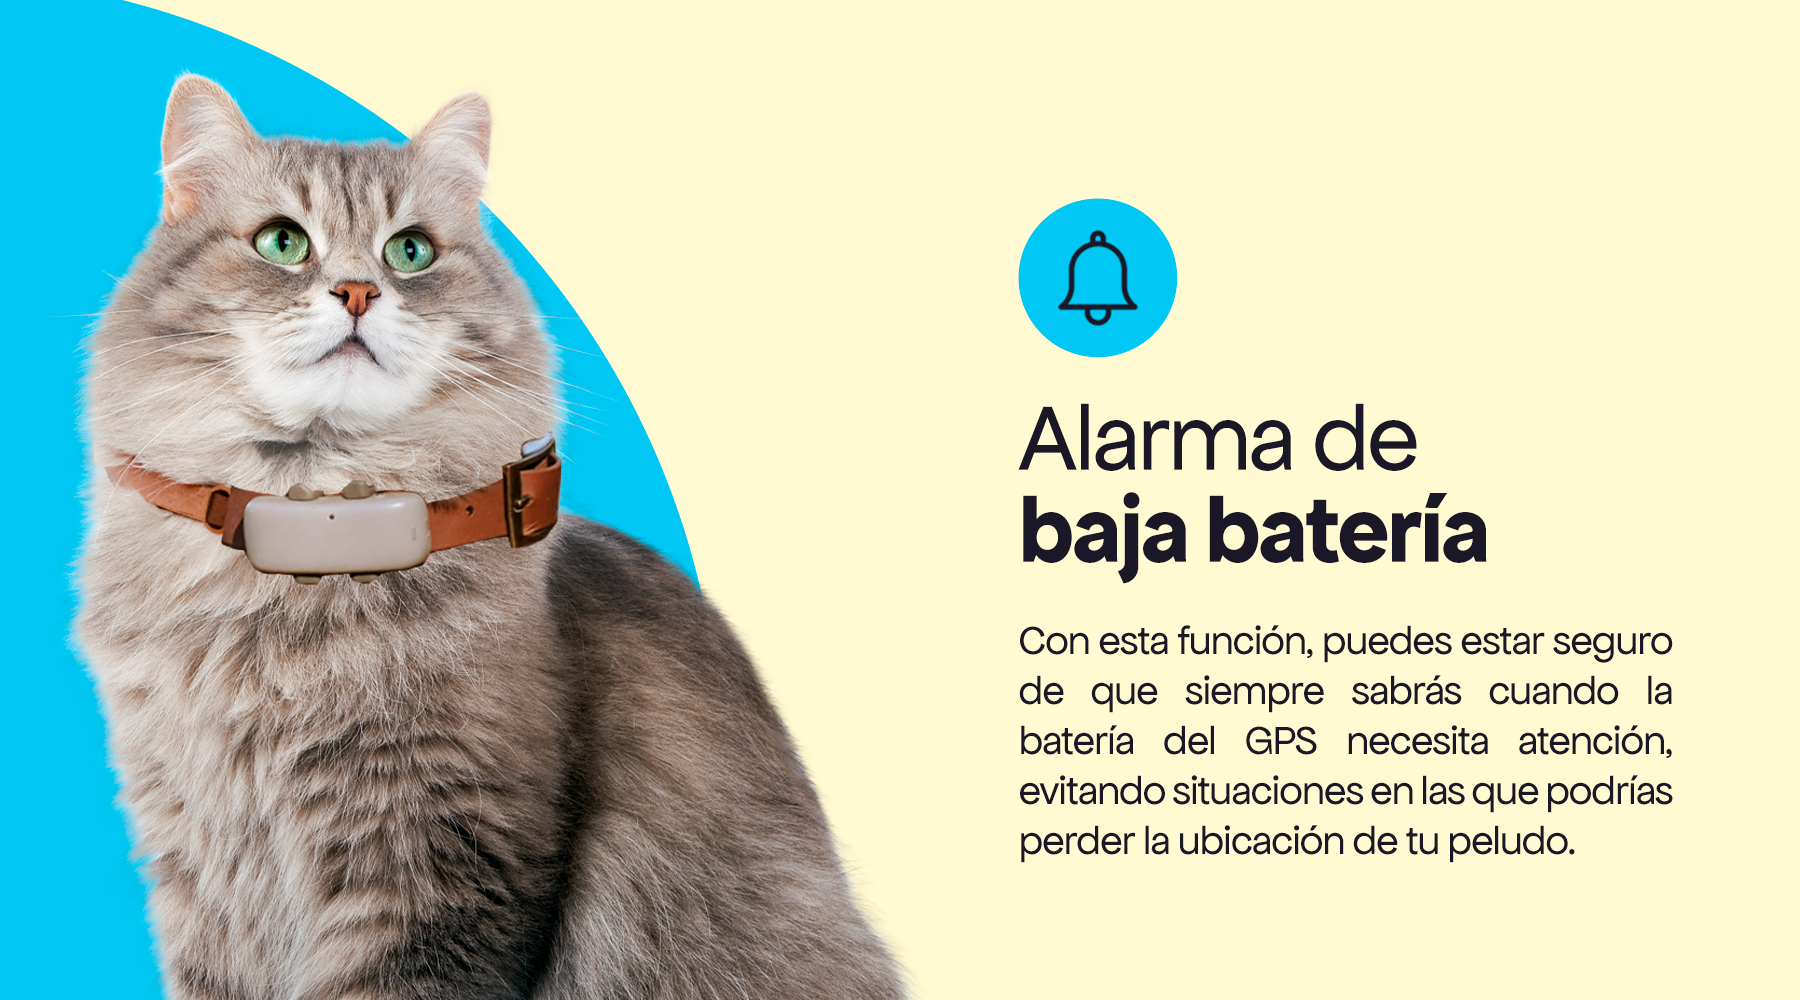 Alarma de
baja batería
Con esta función, puedes estar seguro
de que siempre sabrás cuando la
batería del GPS necesita atención,
evitando situaciones en las que podrías
perder la ubicación de tu peludo.